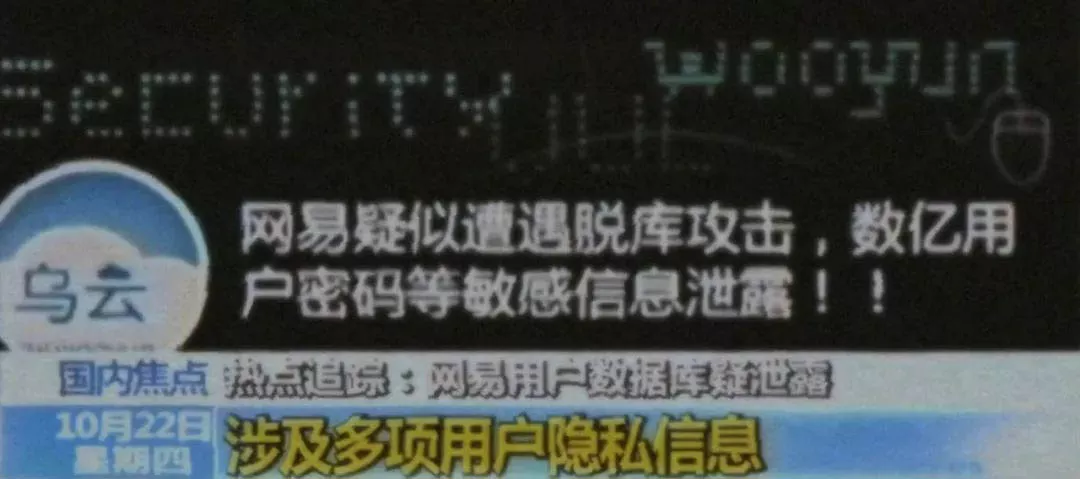 Security
wooyun
网易疑似遭遇脱库攻击，数亿用
户密码等敏感信息泄露！！
乌云
国内焦点 热点追踪：网易用户数据库疑泄露
10月22日
星期四
涉及多项用户隐私信息